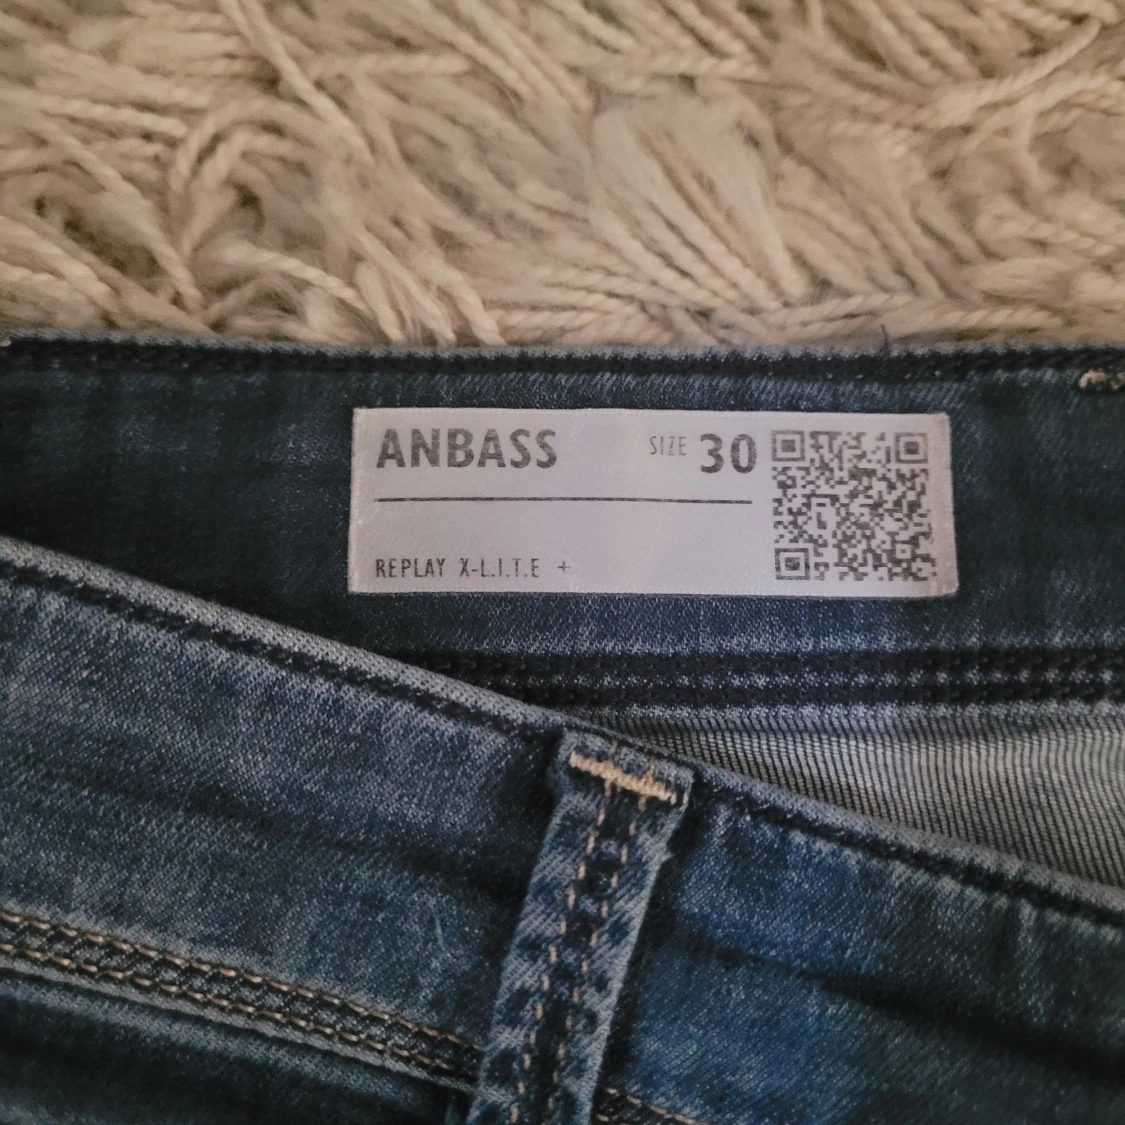 ANBASS SIZE 30
REPLAY X-L.I.T.E +